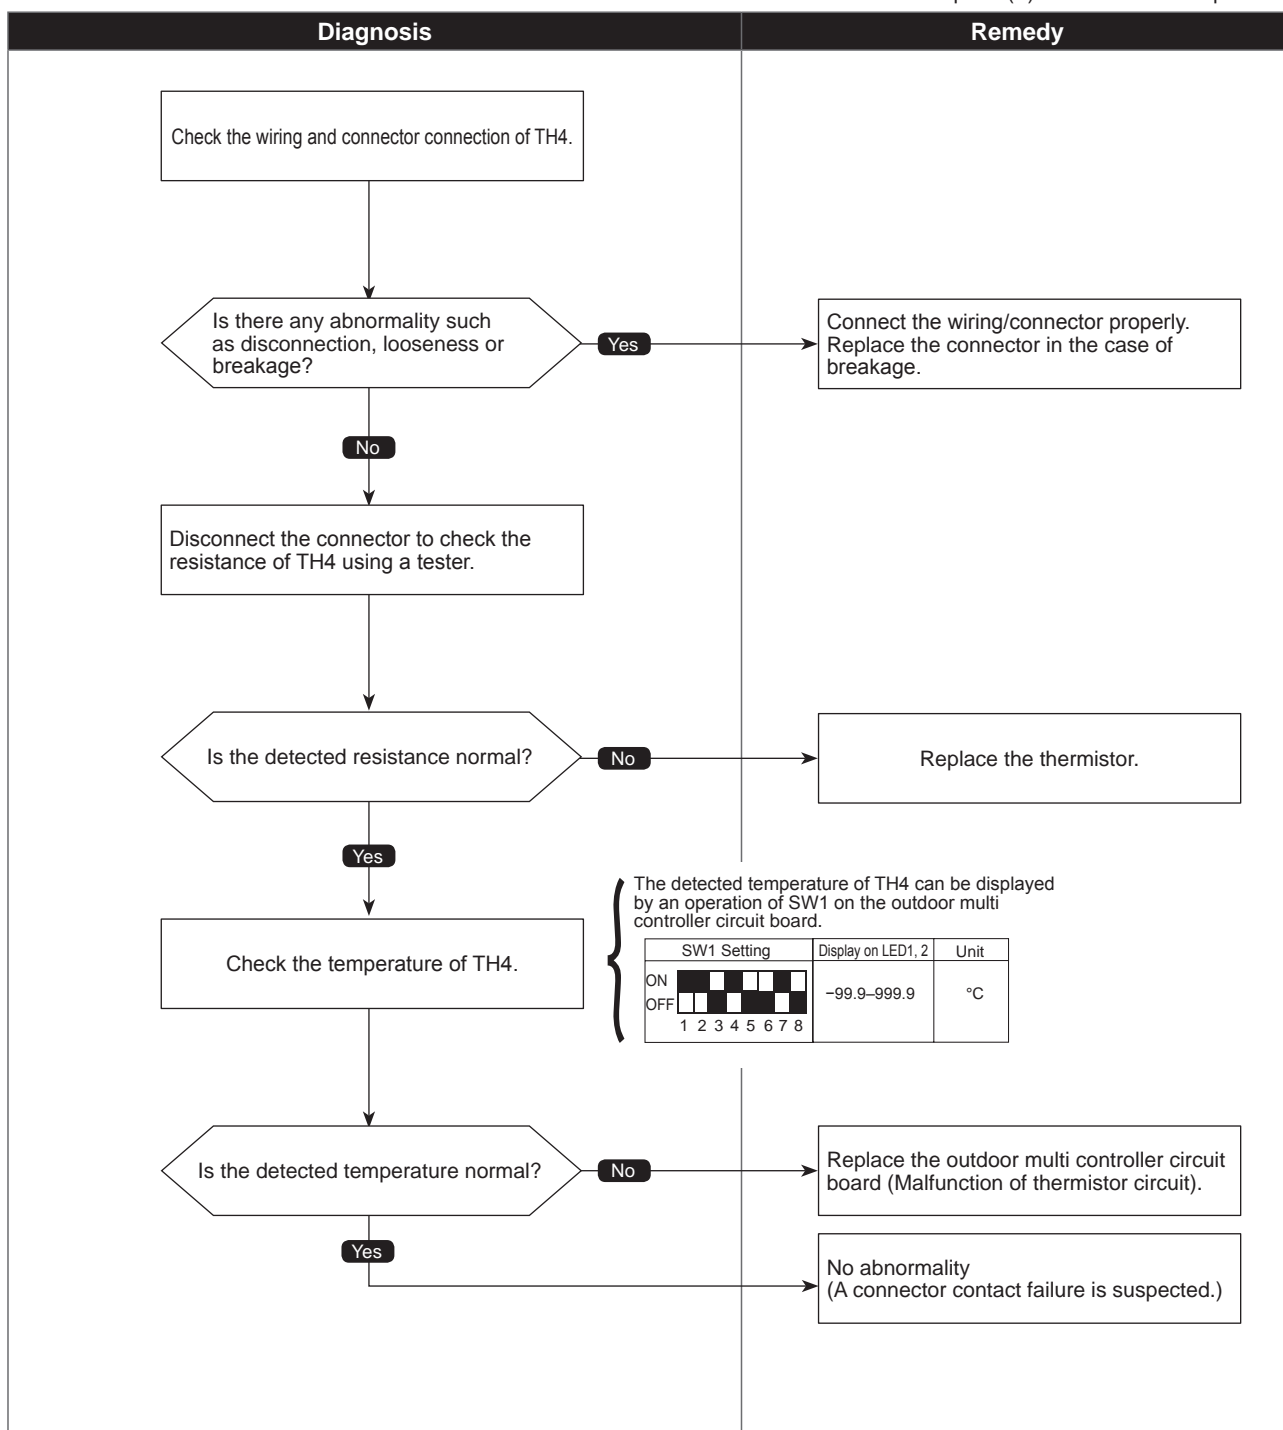 Diagnosis
Remedy
Check the wiring and connector connection of TH4.
Is there any abnormality such
as disconnection, looseness or
breakage?
Yes
Connect the wiring/connector properly.
Replace the connector in the case of
breakage.
No
Disconnect the connector to check the
resistance of TH4 using a tester.
Is the detected resistance normal?
No
Replace the thermistor.
Yes
The detected temperature of TH4 can be displayed
by an operation of SW1 on the outdoor multi
controller circuit board.
Check the temperature of TH4.
SW1 Setting
Display on LED1, 2
Unit
ON
OFF
1 2 3 4 5 6 7 8
−99.9–999.9
°C
Is the detected temperature normal?
No
Replace the outdoor multi controller circuit
board (Malfunction of thermistor circuit).
Yes
No abnormality
(A connector contact failure is suspected.)